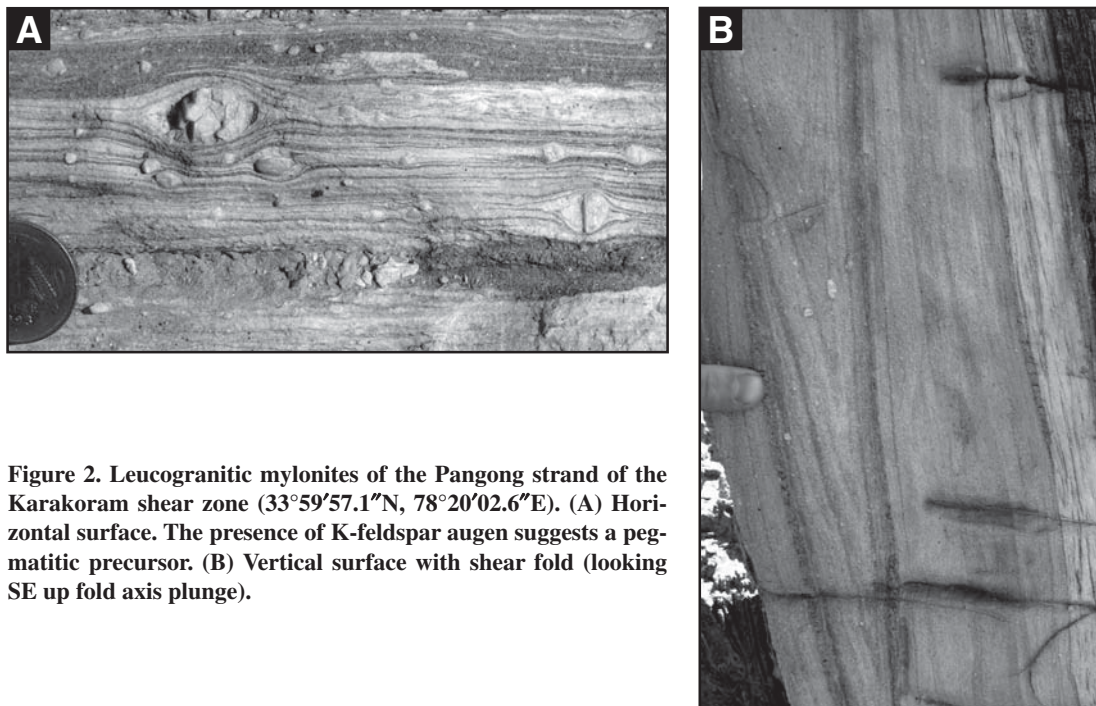 A
B
Figure 2. Leucogranitic mylonites of the Pangong strand of the
Karakoram shear zone (33°59′57.1″N, 78°20′02.6″E). (A) Hori-
zontal surface. The presence of K-feldspar augen suggests a peg-
matitic precursor. (B) Vertical surface with shear fold (looking
SE up fold axis plunge).